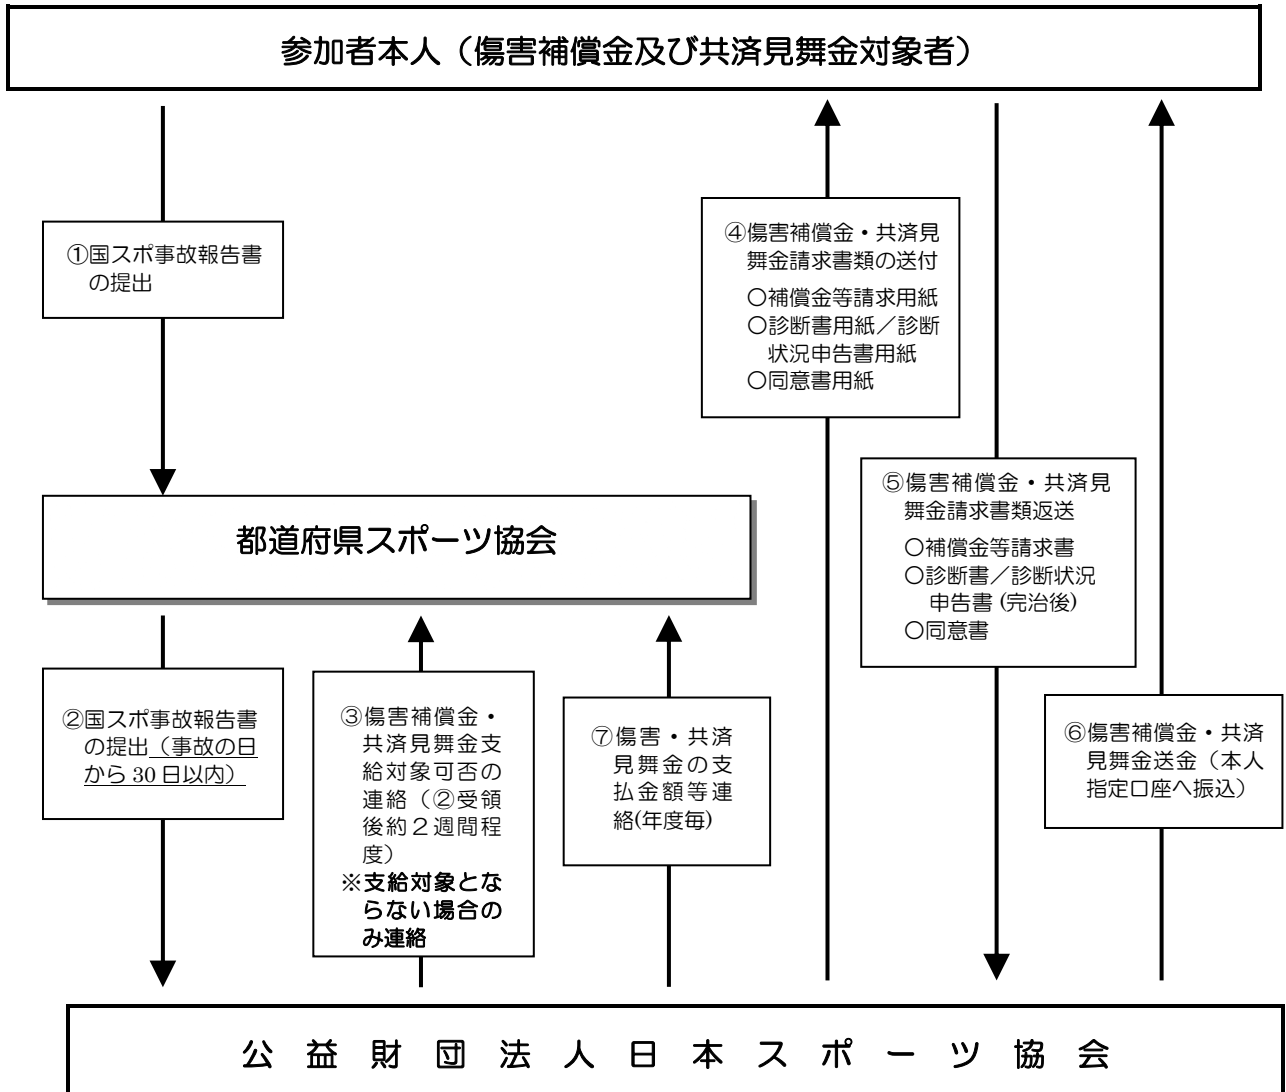 参加者本人（傷害補償金及び共済見舞金対象者）
①国スポ事故報告書
の提出
④傷害補償金・共済見
舞金請求書類の送付
〇補償金等請求用紙
〇診断書用紙／診断
状況申告書用紙
〇同意書用紙
⑤傷害補償金・共済見
舞金請求書類返送
〇補償金等請求書
〇診断書／診断状況
申告書(完治後)
〇同意書
都道府県スポーツ協会
②国スポ事故報告書
の提出（事故の日
から30日以内）
③傷害補償金・
共済見舞金支
給対象可否の
連絡（②受領
後約２週間程
度）
※支給対象とな
らない場合の
み連絡
⑦傷害・共済
見舞金の支
払金額等連
絡(年度毎)
⑥傷害補償金・共済
見舞金送金（本人
指定口座へ振込）
公益財団法人日本スポーツ協会